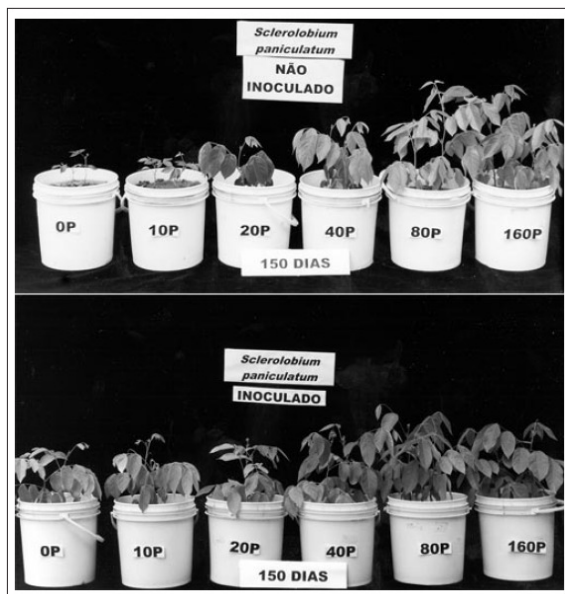 Sclerolobium
paniculatum
NÃO
INOCULADO
0P 10P 20P 40P 80P 160P
150 DIAS
Sclerolobium
paniculatum
INOCULADO
0P 10P 20P 40P 80P 160P
150 DIAS